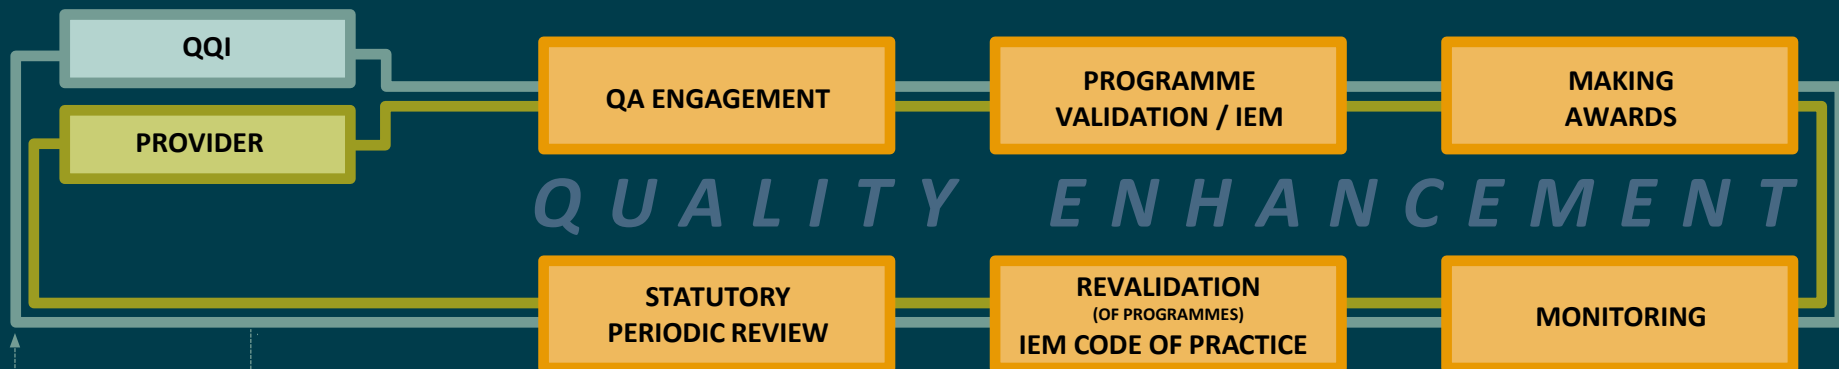 QQI
PROVIDER
QA ENGAGEMENT
PROGRAMME
VALIDATION / IEM
MAKING
AWARDS
QUALITY ENHANCEMENT
STATUTORY
PERIODIC REVIEW
REVALIDATION
(OF PROGRAMMES)
IEM CODE OF PRACTICE
MONITORING